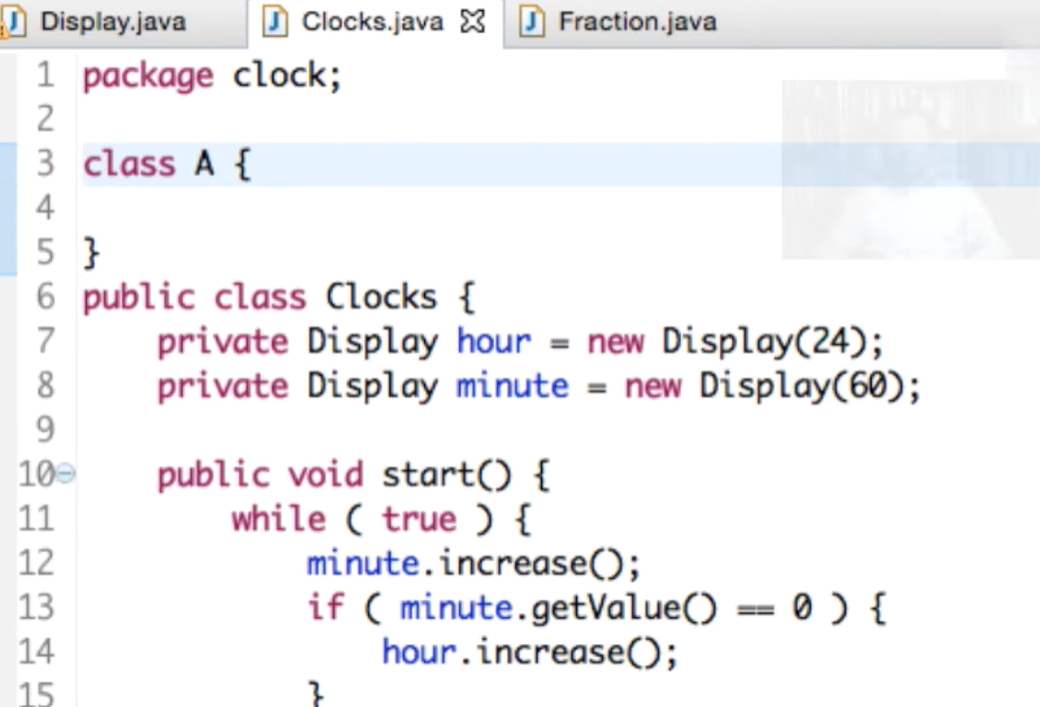 Display.java Clocks.java Fraction.java
1 package clock;
2
3 class A {
4
5 }
6 public class Clocks {
7 private Display hour = new Display(24);
8 private Display minute = new Display(60);
9
10 public void start() {
11 while ( true ) {
12 minute.increase();
13 if ( minute.getValue() == 0 ) {
14 hour.increase();
15 }